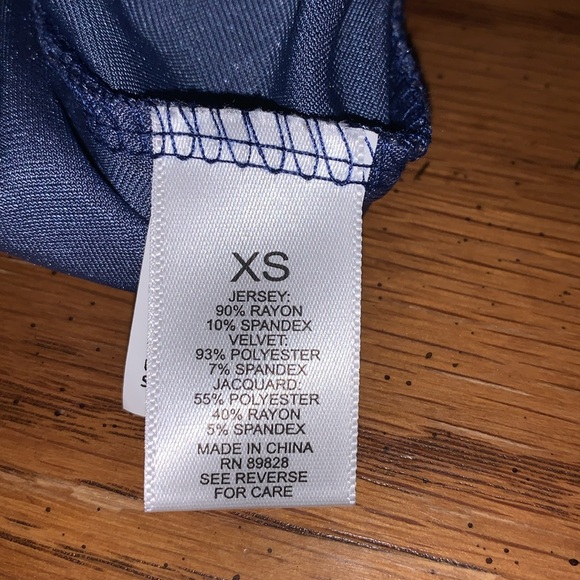 XS
JERSEY:
90% RAYON
10% SPANDEX
VELVET:
93% POLYESTER
7% SPANDEX
JACQUARD:
55% POLYESTER
40% RAYON
5% SPANDEX
MADE IN CHINA
RN 89828
SEE REVERSE
FOR CARE